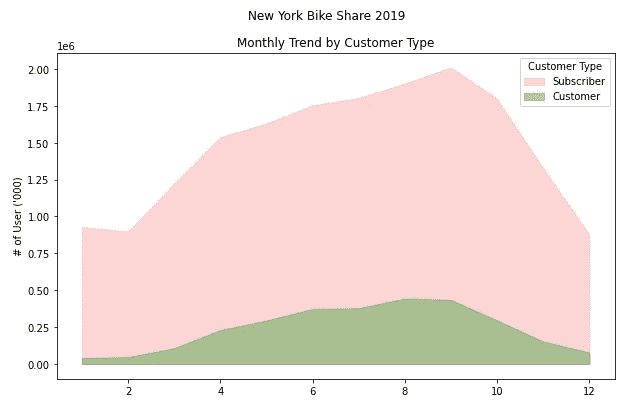 New York Bike Share 2019
Monthly Trend by Customer Type
1e6
Customer Type
Subscriber
Customer
# of User ('000)
2.00
1.75
1.50
1.25
1.00
0.75
0.50
0.25
0.00
2 4 6 8 10 12